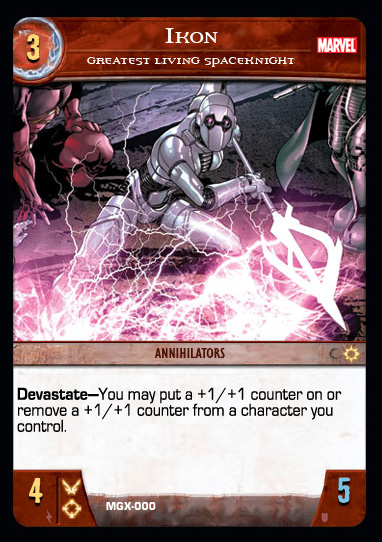 3
Ikon
MARVEL
GREATEST LIVING SPACEKNIGHT
ANNIHILATORS
C
Devastate—You may put a +1/+1 counter on or
remove a +1/+1 counter from a character you
control.
4
MGX-000
5